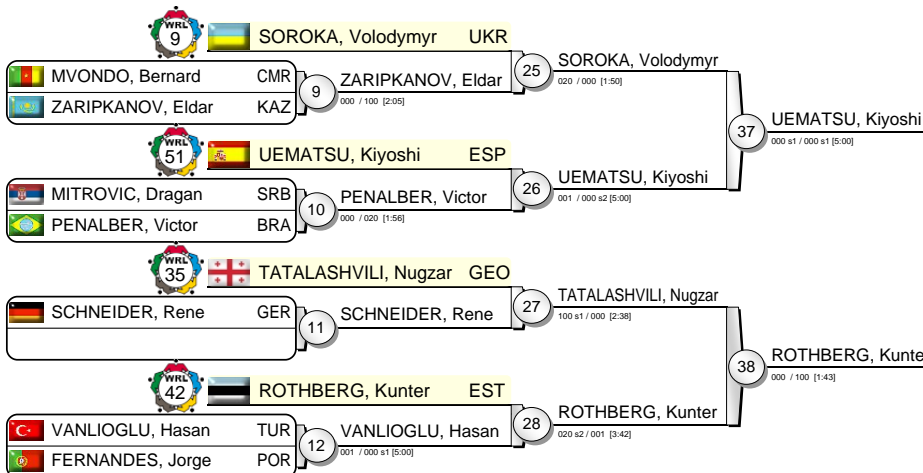 WRL
9
SOROKA, Volodymyr UKR
MVONDO, Bernard CMR
ZARIPKANOV, Eldar KAZ
9
ZARIPKANOV, Eldar
000 / 100 [2:05]
25
SOROKA, Volodymyr
020 / 000 [1:50]
WRL
51
UEMATSU, Kiyoshi ESP
MITROVIC, Dragan SRB
PENALBER, Victor BRA
10
PENALBER, Victor
000 / 020 [1:56]
26
UEMATSU, Kiyoshi
001 / 000 s2 [5:00]
37
UEMATSU, Kiyoshi
000 s1 / 000 s1 [5:00]
WRL
35
TATALASHVILI, Nugzar GEO
SCHNEIDER, Rene GER
11
SCHNEIDER, Rene
27
TATALASHVILI, Nugzar
100 s1 / 000 [2:38]
WRL
42
ROTHBERG, Kunter EST
VANLIOGLU, Hasan TUR
FERNANDES, Jorge POR
12
VANLIOGLU, Hasan
001 / 000 s1 [5:00]
28
ROTHBERG, Kunter
020 s2 / 001 [3:42]
38
ROTHBERG, Kunte
000 / 100 [1:43]